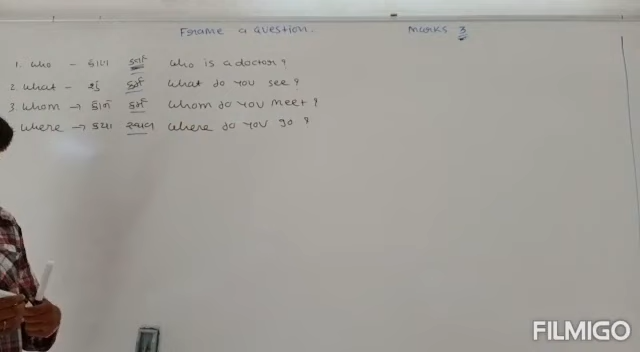 Frame a question. Marks 3
1. Who - કોણ કર્તા Who is a doctor?
2. What - શું કર્મ What do you see?
3. Whom → કોને કર્મ Whom do you meet?
Where → ક્યાં સ્થાન Where do you go?
FILMIGO